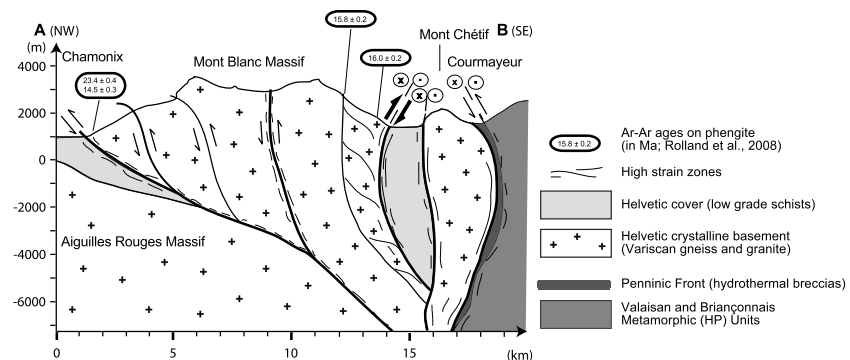 A (NW)
B (SE)
(m)
Chamonix
Mont Blanc Massif
Mont Chétif
Courmayeur
15.8 ± 0.2
16.0 ± 0.2
23.4 ± 0.4
14.5 ± 0.3
4000
2000
0
-2000
-4000
-6000
Aiguilles Rouges Massif
0
5
10
15
(km)
15.8 ± 0.2
Ar-Ar ages on phengite
(in Ma; Rolland et al., 2008)
High strain zones
Helvetic cover (low grade schists)
Helvetic crystalline basement
(Variscan gneiss and granite)
Penninic Front (hydrothermal breccias)
Valaisan and Briançonnais
Metamorphic (HP) Units